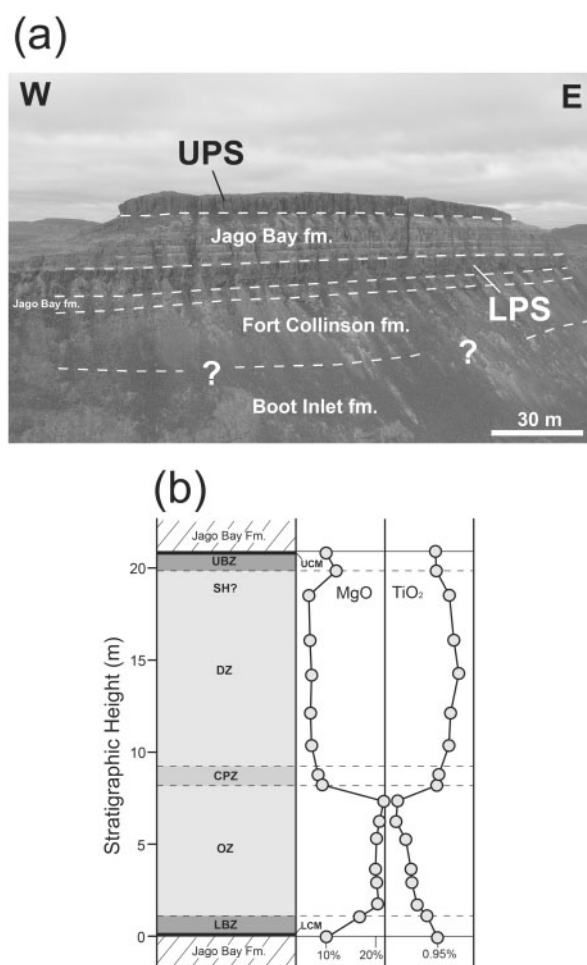 (a)
W
E
UPS
Jago Bay fm.
Jago Bay fm.
LPS
Fort Collinson fm.
?
?
Boot Inlet fm.
30 m
(b)
Jago Bay Fm.
UBZ
UCM
20
SH?
MgO
TiO₂
15
DZ
Stratigraphic Height (m)
10
CPZ
5
OZ
LBZ
LCM
0
Jago Bay Fm.
10%
20%
0.95%